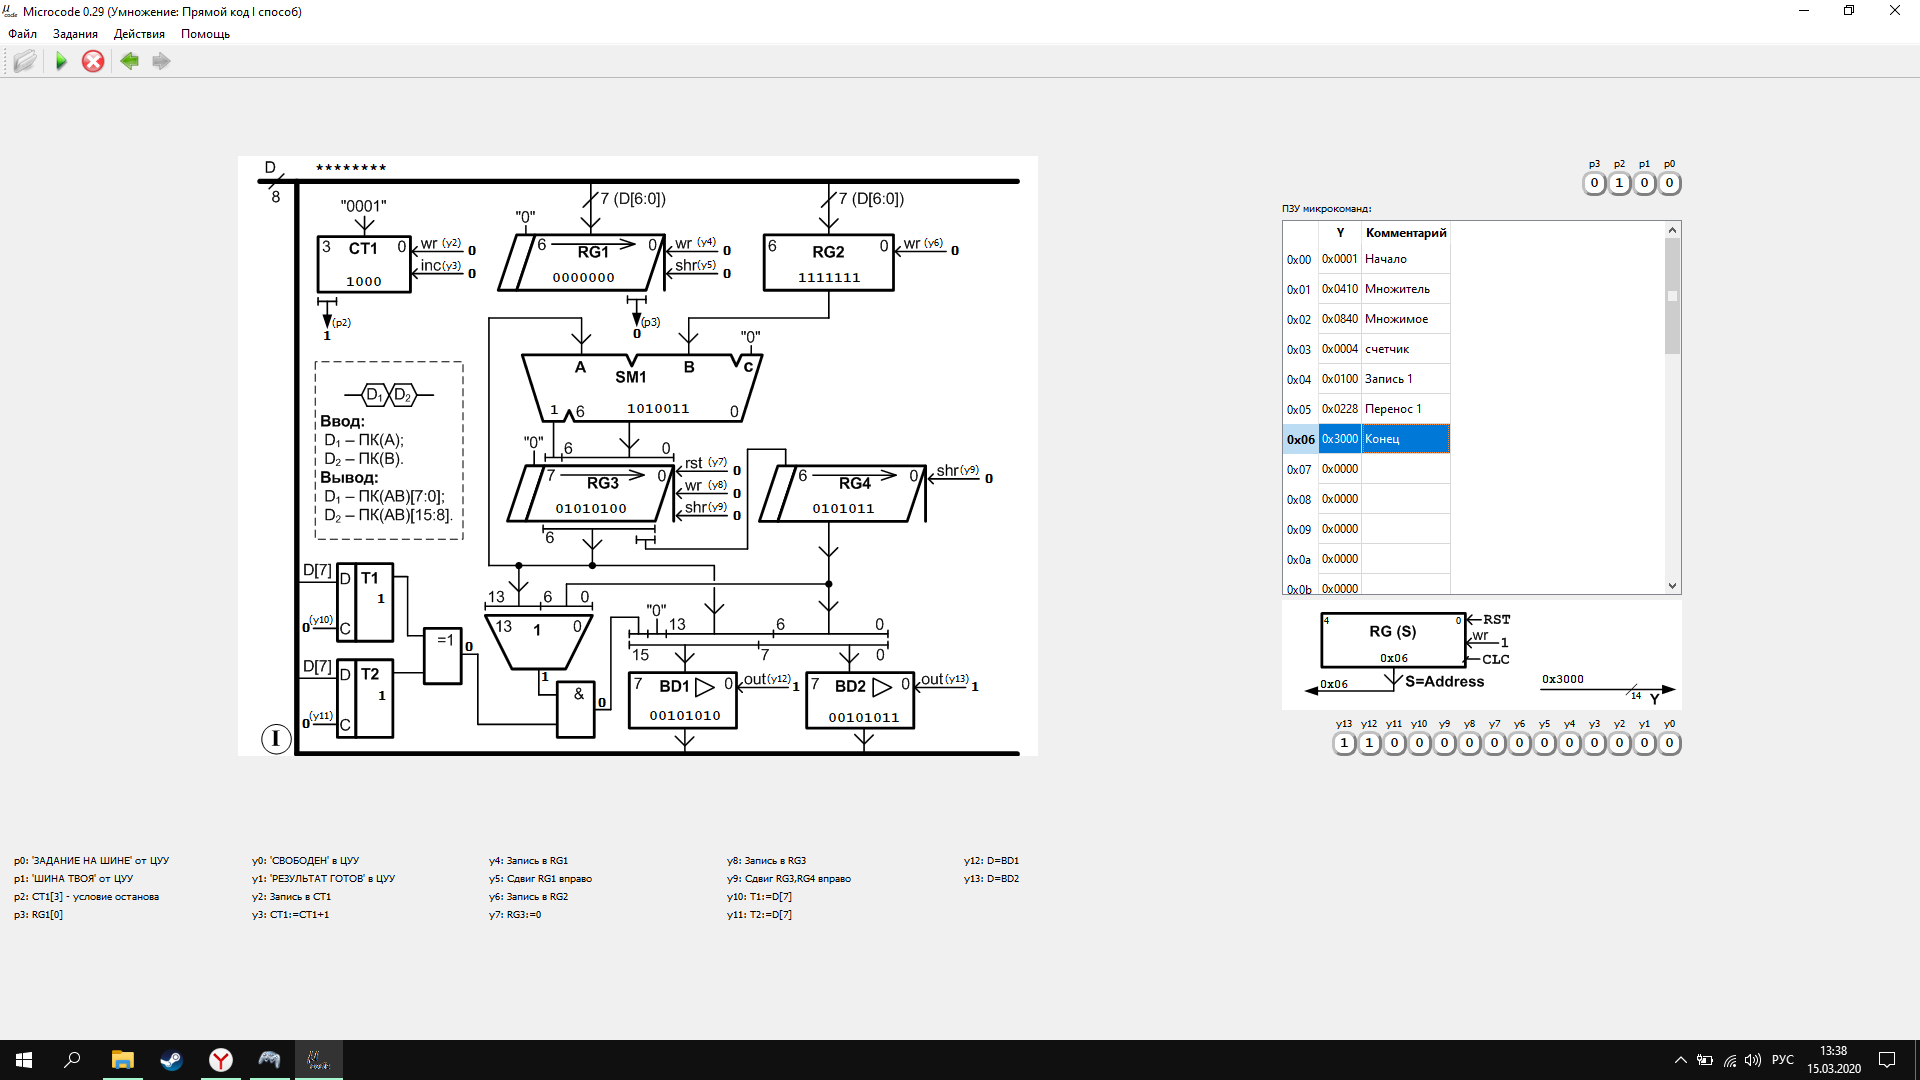 Microcode 0.29 (Умножение: Прямой код I способ)
Файл Задания Действия Помощь
D ********
8
"0001"
3 CT1 0
1000
wr (y2) 0
inc(y3) 0
(p2)
1
7 (D[6:0])
"0"
6 RG1 0
0000000
wr (y4) 0
shr(y5) 0
(p3)
0
7 (D[6:0])
6 RG2 0
1111111
wr (y6) 0
"0"
A B c
SM1
1 6 1010011 0
D₁ D₂
Ввод:
D₁ – ПК(А);
D₂ – ПК(В).
Вывод:
D₁ – ПК(АВ)[7:0];
D₂ – ПК(АВ)[15:8].
"0" 6 0
7 RG3 0
01010100
rst (y7) 0
wr (y8) 0
shr(y9) 0
6
6 RG4 0
0101011
shr(y9) 0
D[7] D T1
1
0 (y10) C
D[7] D T2
1
0 (y11) C
=1 0
13 6 0
13 1 0
1
& 0
"0" 13 6 0
15 7 0
7 BD1 0
00101010
out(y12) 1
7 BD2 0
00101011
out(y13) 1
I
p3 p2 p1 p0
0 1 0 0
ПЗУ микрокоманд:
Y Комментарий
0x00 0x0001 Начало
0x01 0x0410 Множитель
0x02 0x0840 Множимое
0x03 0x0004 счетчик
0x04 0x0100 Запись 1
0x05 0x0228 Перенос 1
0x06 0x3000 Конец
0x07 0x0000
0x08 0x0000
0x09 0x0000
0x0a 0x0000
0x0b 0x0000
4 0
RG (S)
0x06
RST
wr 1
CLC
0x06 S=Address
0x3000
14 Y
y13 y12 y11 y10 y9 y8 y7 y6 y5 y4 y3 y2 y1 y0
1 1 0 0 0 0 0 0 0 0 0 0 0 0
p0: 'ЗАДАНИЕ НА ШИНЕ' от ЦУУ
p1: 'ШИНА ТВОЯ' от ЦУУ
p2: CT1[3] - условие останова
p3: RG1[0]
y0: 'СВОБОДЕН' в ЦУУ
y1: 'РЕЗУЛЬТАТ ГОТОВ' в ЦУУ
y2: Запись в CT1
y3: CT1:=CT1+1
y4: Запись в RG1
y5: Сдвиг RG1 вправо
y6: Запись в RG2
y7: RG3:=0
y8: Запись в RG3
y9: Сдвиг RG3,RG4 вправо
y10: T1:=D[7]
y11: T2:=D[7]
y12: D=BD1
y13: D=BD2
РУС
13:38
15.03.2020